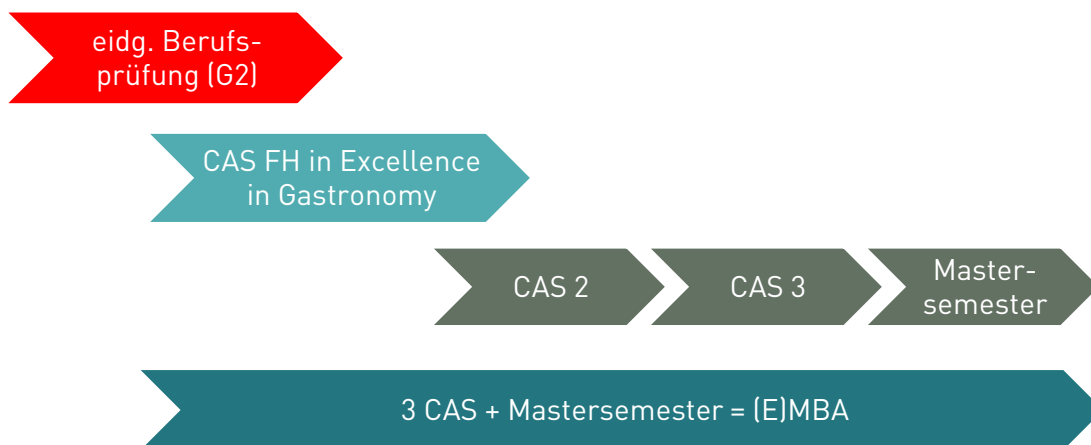 eidg. Berufs-
prüfung (G2)
CAS FH in Excellence
in Gastronomy
CAS 2
CAS 3
Master-
semester
3 CAS + Mastersemester = (E)MBA